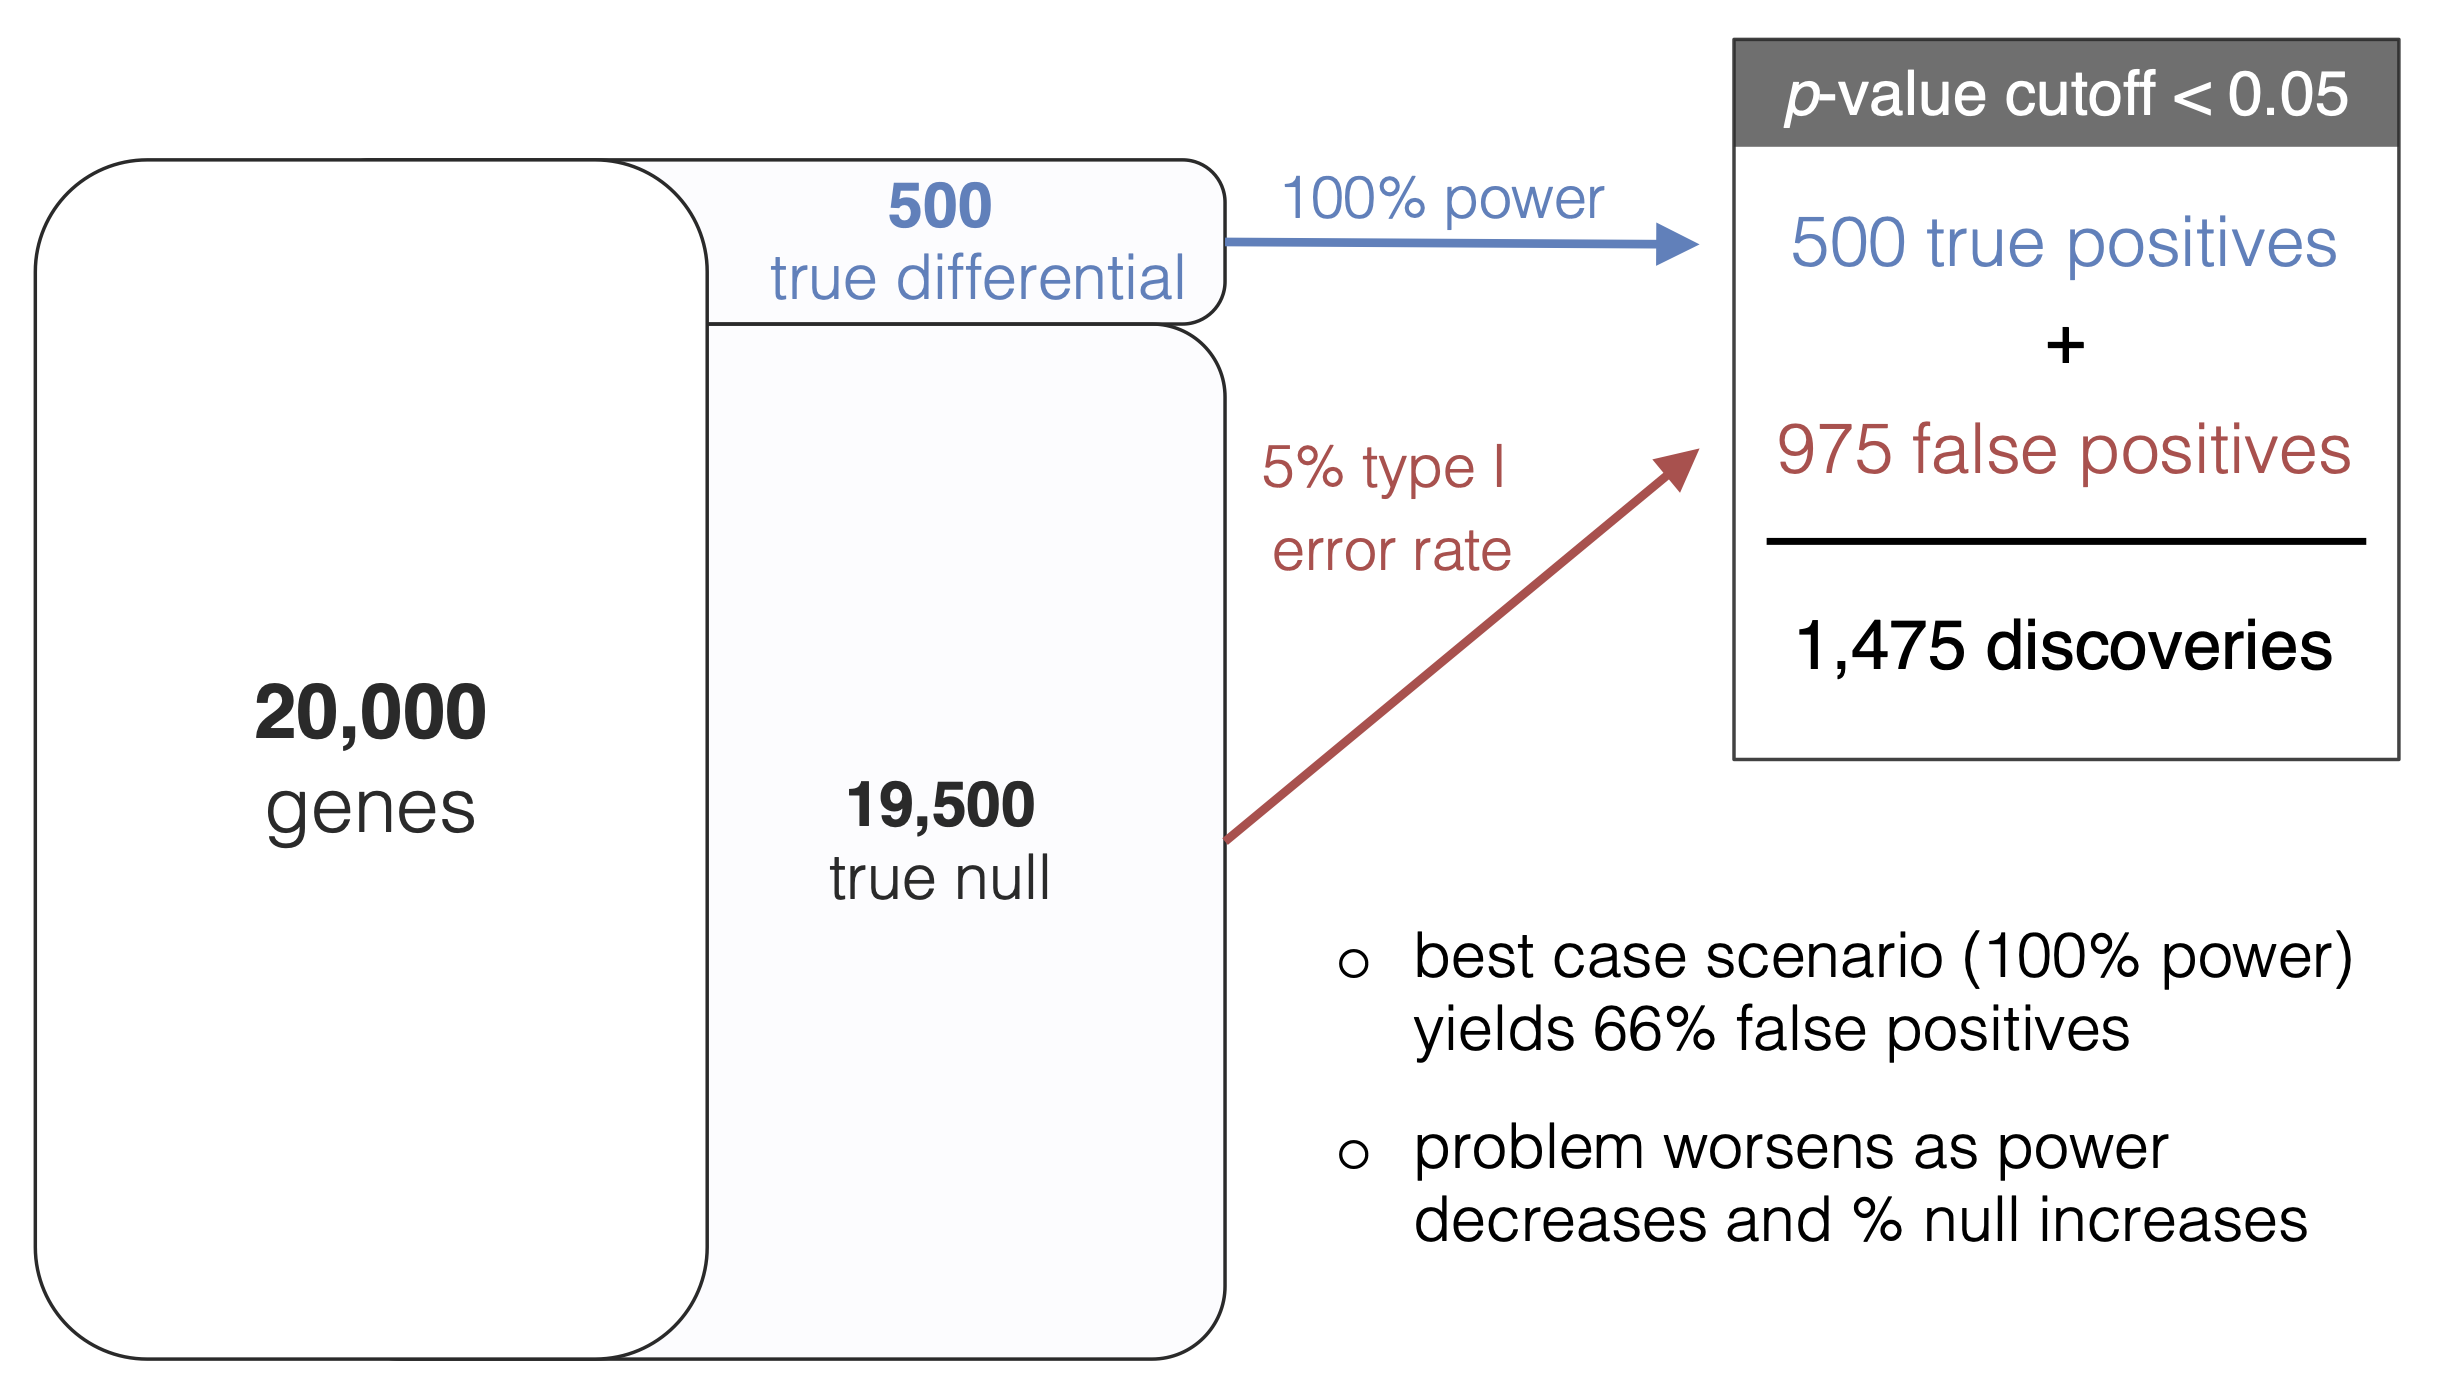 20,000
genes
500
true differential
19,500
true null
100% power
5% type I
error rate
p-value cutoff < 0.05
500 true positives
+
975 false positives
1,475 discoveries
○ best case scenario (100% power)
yields 66% false positives
○ problem worsens as power
decreases and % null increases